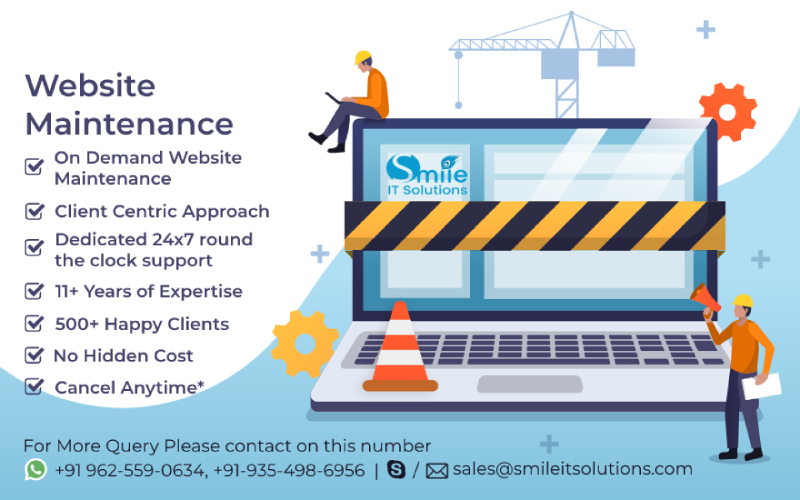 Website
Maintenance
On Demand Website
Maintenance
Client Centric Approach
Dedicated 24x7 round
the clock support
11+ Years of Expertise
500+ Happy Clients
No Hidden Cost
Cancel Anytime*
Smile
IT Solutions
For More Query Please contact on this number
+91 962-559-0634, +91-935-498-6956 | S / sales@smileitsolutions.com